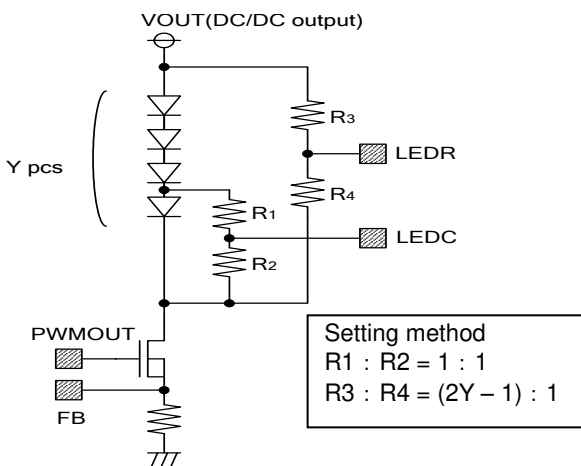 VOUT(DC/DC output)
R3
LEDR
Y pcs
R4
R1
LEDC
R2
PWMOUT
FB
Setting method
R1 : R2 = 1 : 1
R3 : R4 = (2Y – 1) : 1